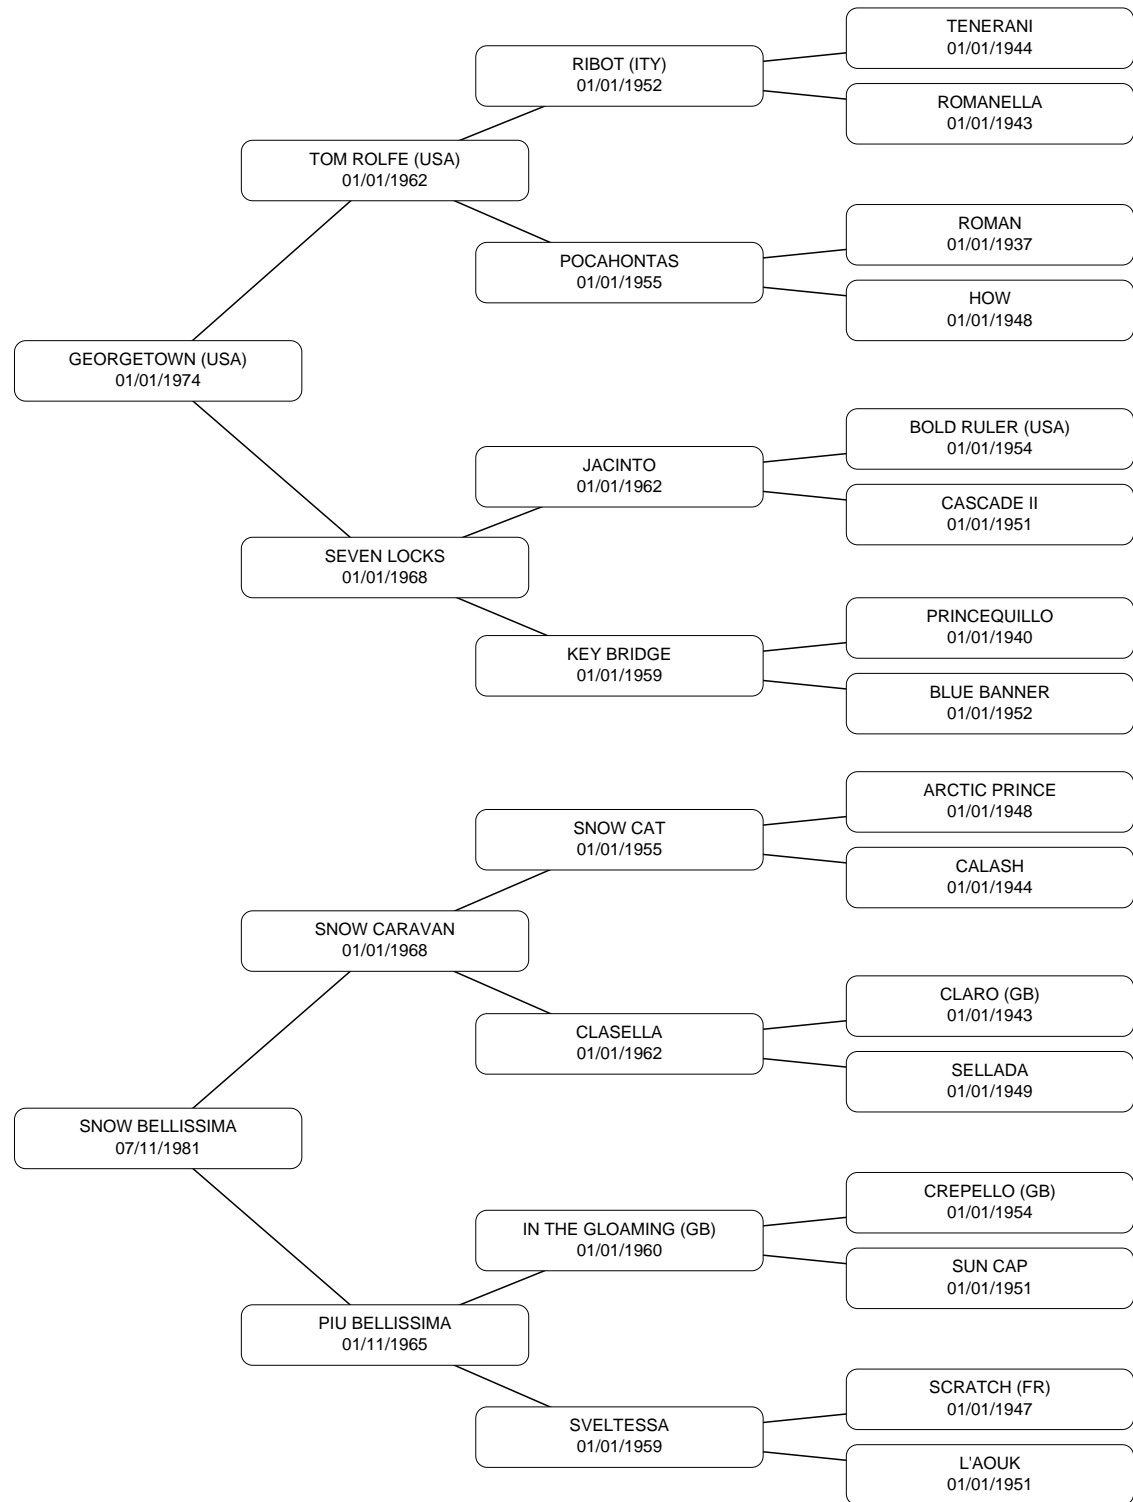 TENERANI
01/01/1944
RIBOT (ITY)
01/01/1952
ROMANELLA
01/01/1943
TOM ROLFE (USA)
01/01/1962
ROMAN
01/01/1937
POCAHONTAS
01/01/1955
HOW
01/01/1948
GEORGETOWN (USA)
01/01/1974
BOLD RULER (USA)
01/01/1954
JACINTO
01/01/1962
CASCADE II
01/01/1951
SEVEN LOCKS
01/01/1968
PRINCEQUILLO
01/01/1940
KEY BRIDGE
01/01/1959
BLUE BANNER
01/01/1952
ARCTIC PRINCE
01/01/1948
SNOW CAT
01/01/1955
CALASH
01/01/1944
SNOW CARAVAN
01/01/1968
CLARO (GB)
01/01/1943
CLASELLA
01/01/1962
SELLADA
01/01/1949
SNOW BELLISSIMA
07/11/1981
CREPELLO (GB)
01/01/1954
IN THE GLOAMING (GB)
01/01/1960
SUN CAP
01/01/1951
PIU BELLISSIMA
01/11/1965
SCRATCH (FR)
01/01/1947
SVELTESSA
01/01/1959
L'AOUK
01/01/1951